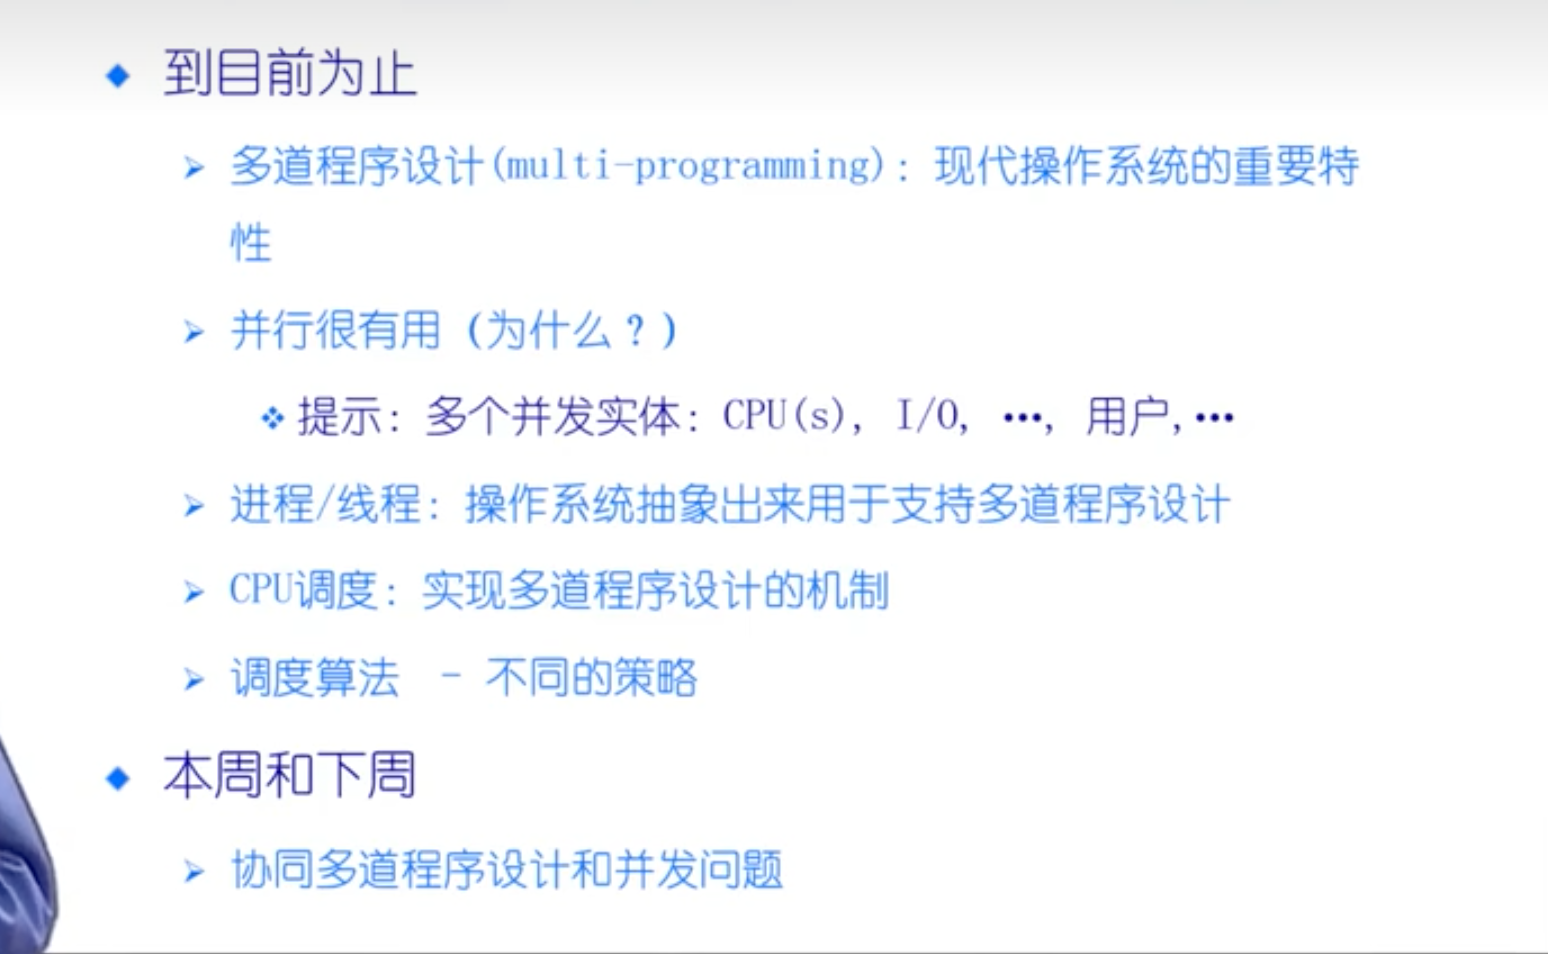 到目前为止
多道程序设计(multi-programming): 现代操作系统的重要特
性
并行很有用（为什么？）
提示: 多个并发实体: CPU(s), I/O, …, 用户,…
进程/线程: 操作系统抽象出来用于支持多道程序设计
CPU调度: 实现多道程序设计的机制
调度算法 - 不同的策略
本周和下周
协同多道程序设计和并发问题